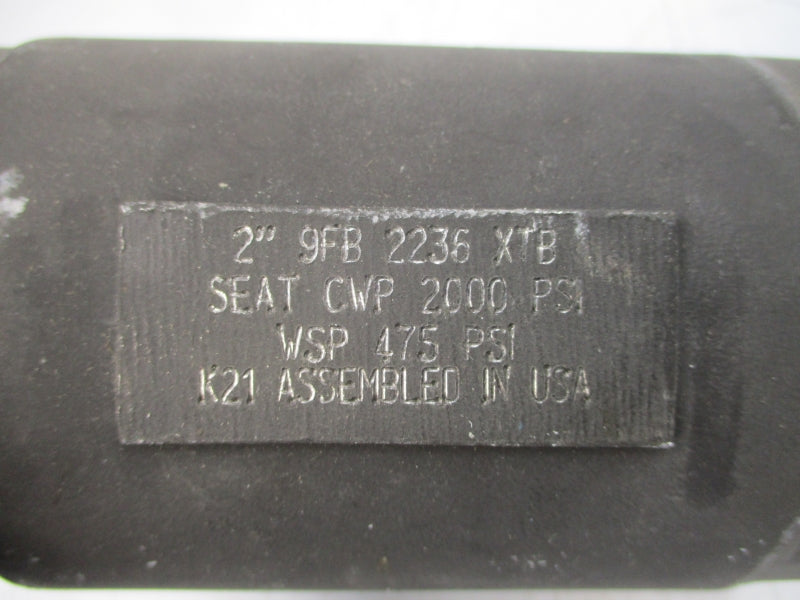 2" 9FB 2236 XTB
SEAT CWP 2000 PSI
WSP 475 PSI
K21 ASSEMBLED IN USA